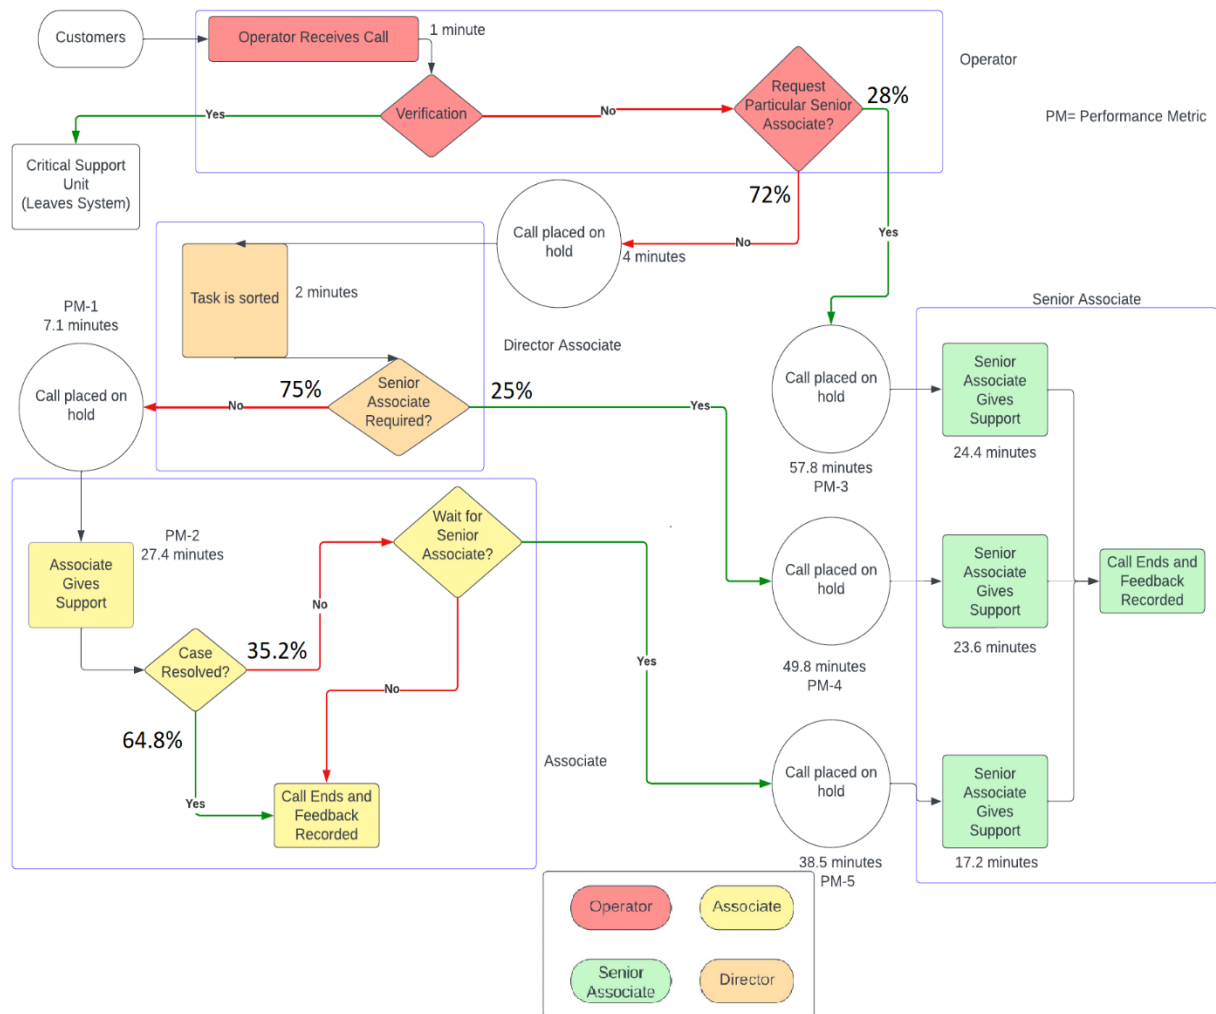 Customers
Operator Receives Call
1 minute
Operator
Verification
Request
Particular Senior
Associate?
28%
PM= Performance Metric
Yes
No
Critical Support
Unit
(Leaves System)
72%
No
Yes
Call placed on
hold
4 minutes
Task is sorted
2 minutes
Director Associate
PM-1
7.1 minutes
Call placed on
hold
75%
No
Senior
Associate
Required?
25%
Yes
Senior Associate
Call placed on
hold
57.8 minutes
PM-3
Senior
Associate
Gives
Support
24.4 minutes
PM-2
27.4 minutes
Associate
Gives
Support
Wait for
Senior
Associate?
No
Case
Resolved?
35.2%
64.8%
Yes
No
Yes
Call Ends and
Feedback
Recorded
Associate
Call placed on
hold
49.8 minutes
PM-4
Senior
Associate
Gives
Support
23.6 minutes
Call Ends and
Feedback
Recorded
Call placed on
hold
38.5 minutes
PM-5
Senior
Associate
Gives
Support
17.2 minutes
Operator
Associate
Senior
Associate
Director